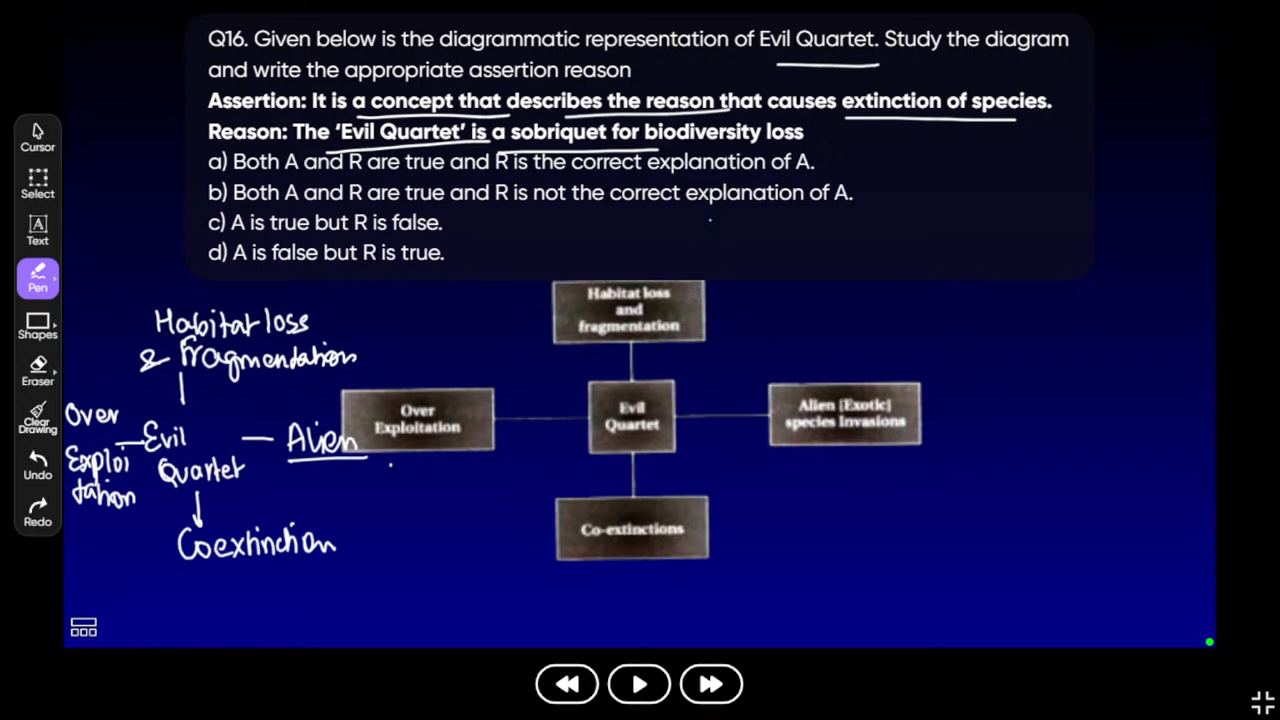 Q16. Given below is the diagrammatic representation of Evil Quartet. Study the diagram
and write the appropriate assertion reason
Assertion: It is a concept that describes the reason that causes extinction of species.
Reason: The ‘Evil Quartet’ is a sobriquet for biodiversity loss
a) Both A and R are true and R is the correct explanation of A.
b) Both A and R are true and R is not the correct explanation of A.
c) A is true but R is false.
d) A is false but R is true.
Cursor
Select
Text
Pen
Shapes
Eraser
Clear
Drawing
Undo
Redo
Habitat loss
& Fragmentation
Over
Exploi
tation
Evil
Quartet
Alien
Coextinction
Habitat loss
and
fragmentation
Over
Exploitation
Evil
Quartet
Alien [Exotic]
species Invasions
Co-extinctions